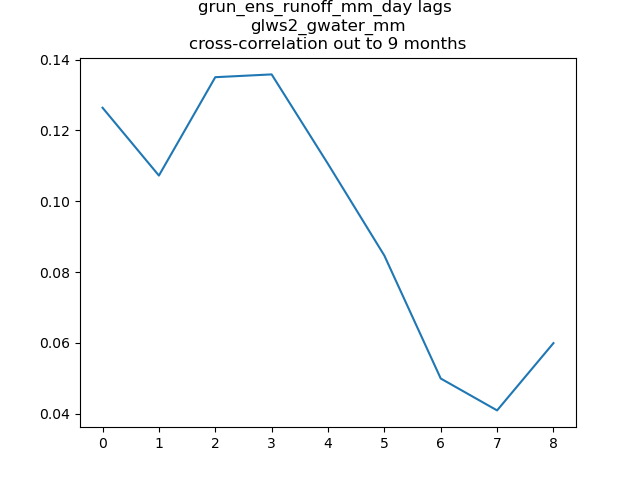 grun_ens_runoff_mm_day lags
glws2_gwater_mm
cross-correlation out to 9 months
0.14
0.12
0.10
0.08
0.06
0.04
0 1 2 3 4 5 6 7 8